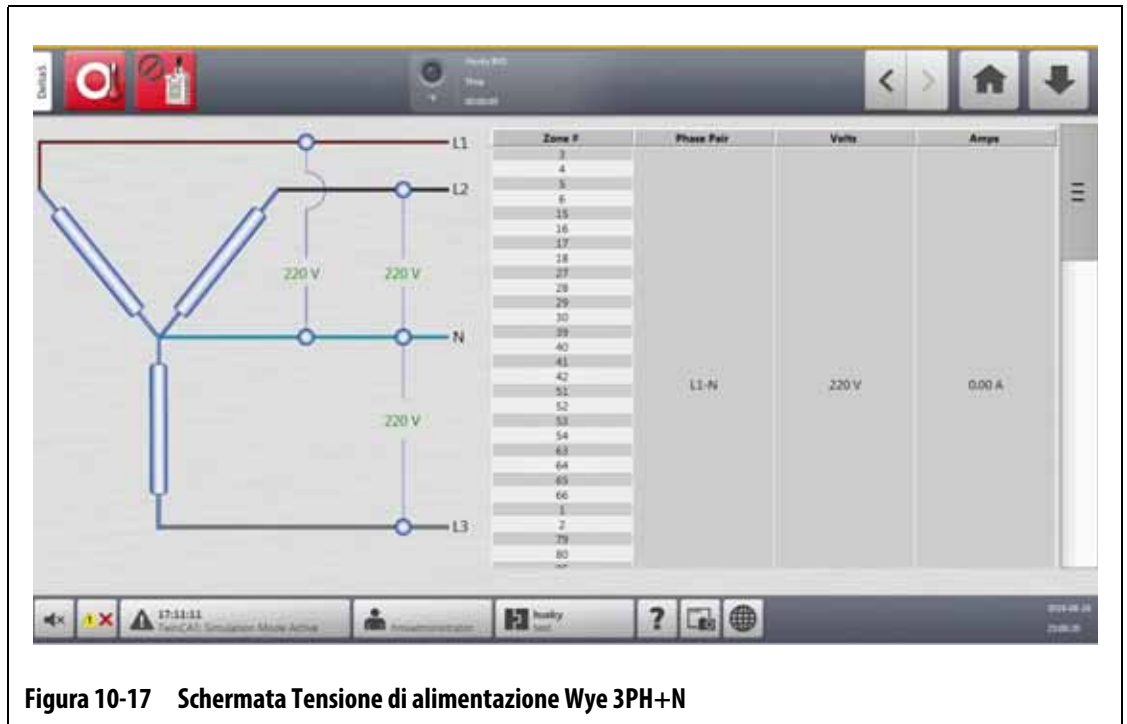 Delta5
L1
L2
220 V 220 V
N
220 V
L3
Zone # Phase Pair Volts Amps
3
4
5
6
15
16
17
18
27
28
29
30
39
40
41
42
51
52
53
54
63
64
65
66
1
2
79
80
L1-N 220 V 0.00 A
17:11:11
TwinCAT: Simulation Mode Active
husky
test
?
Figura 10-17 Schermata Tensione di alimentazione Wye 3PH+N